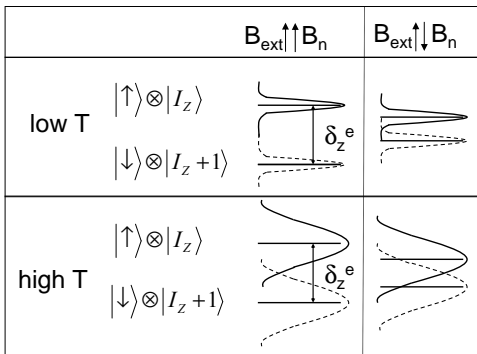 B_ext↑↑B_n B_ext↑↓B_n
low T
|↑⟩⊗|I_Z⟩
|↓⟩⊗|I_Z+1⟩
δ_z^e
high T
|↑⟩⊗|I_Z⟩
|↓⟩⊗|I_Z+1⟩
δ_z^e